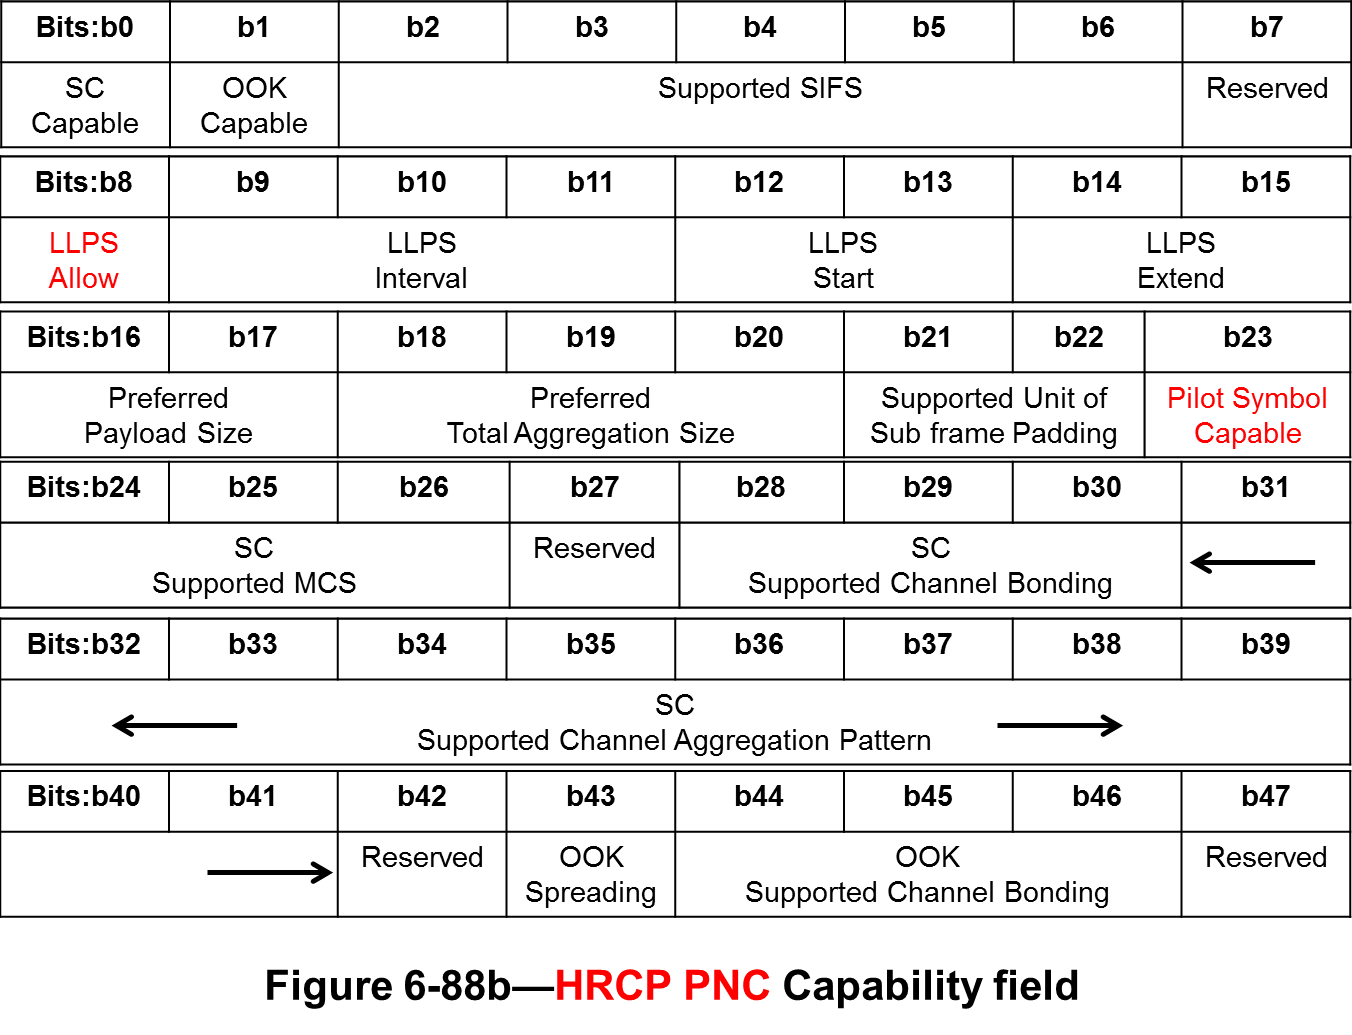 Bits:b0 b1 b2 b3 b4 b5 b6 b7
SC Capable OOK Capable Supported SIFS Reserved
Bits:b8 b9 b10 b11 b12 b13 b14 b15
LLPS Allow LLPS Interval LLPS Start LLPS Extend
Bits:b16 b17 b18 b19 b20 b21 b22 b23
Preferred Payload Size Preferred Total Aggregation Size Supported Unit of Sub frame Padding Pilot Symbol Capable
Bits:b24 b25 b26 b27 b28 b29 b30 b31
SC Supported MCS Reserved SC Supported Channel Bonding
Bits:b32 b33 b34 b35 b36 b37 b38 b39
SC
Supported Channel Aggregation Pattern
Bits:b40 b41 b42 b43 b44 b45 b46 b47
Reserved OOK Spreading OOK Supported Channel Bonding Reserved
Figure 6-88b—HRCP PNC Capability field